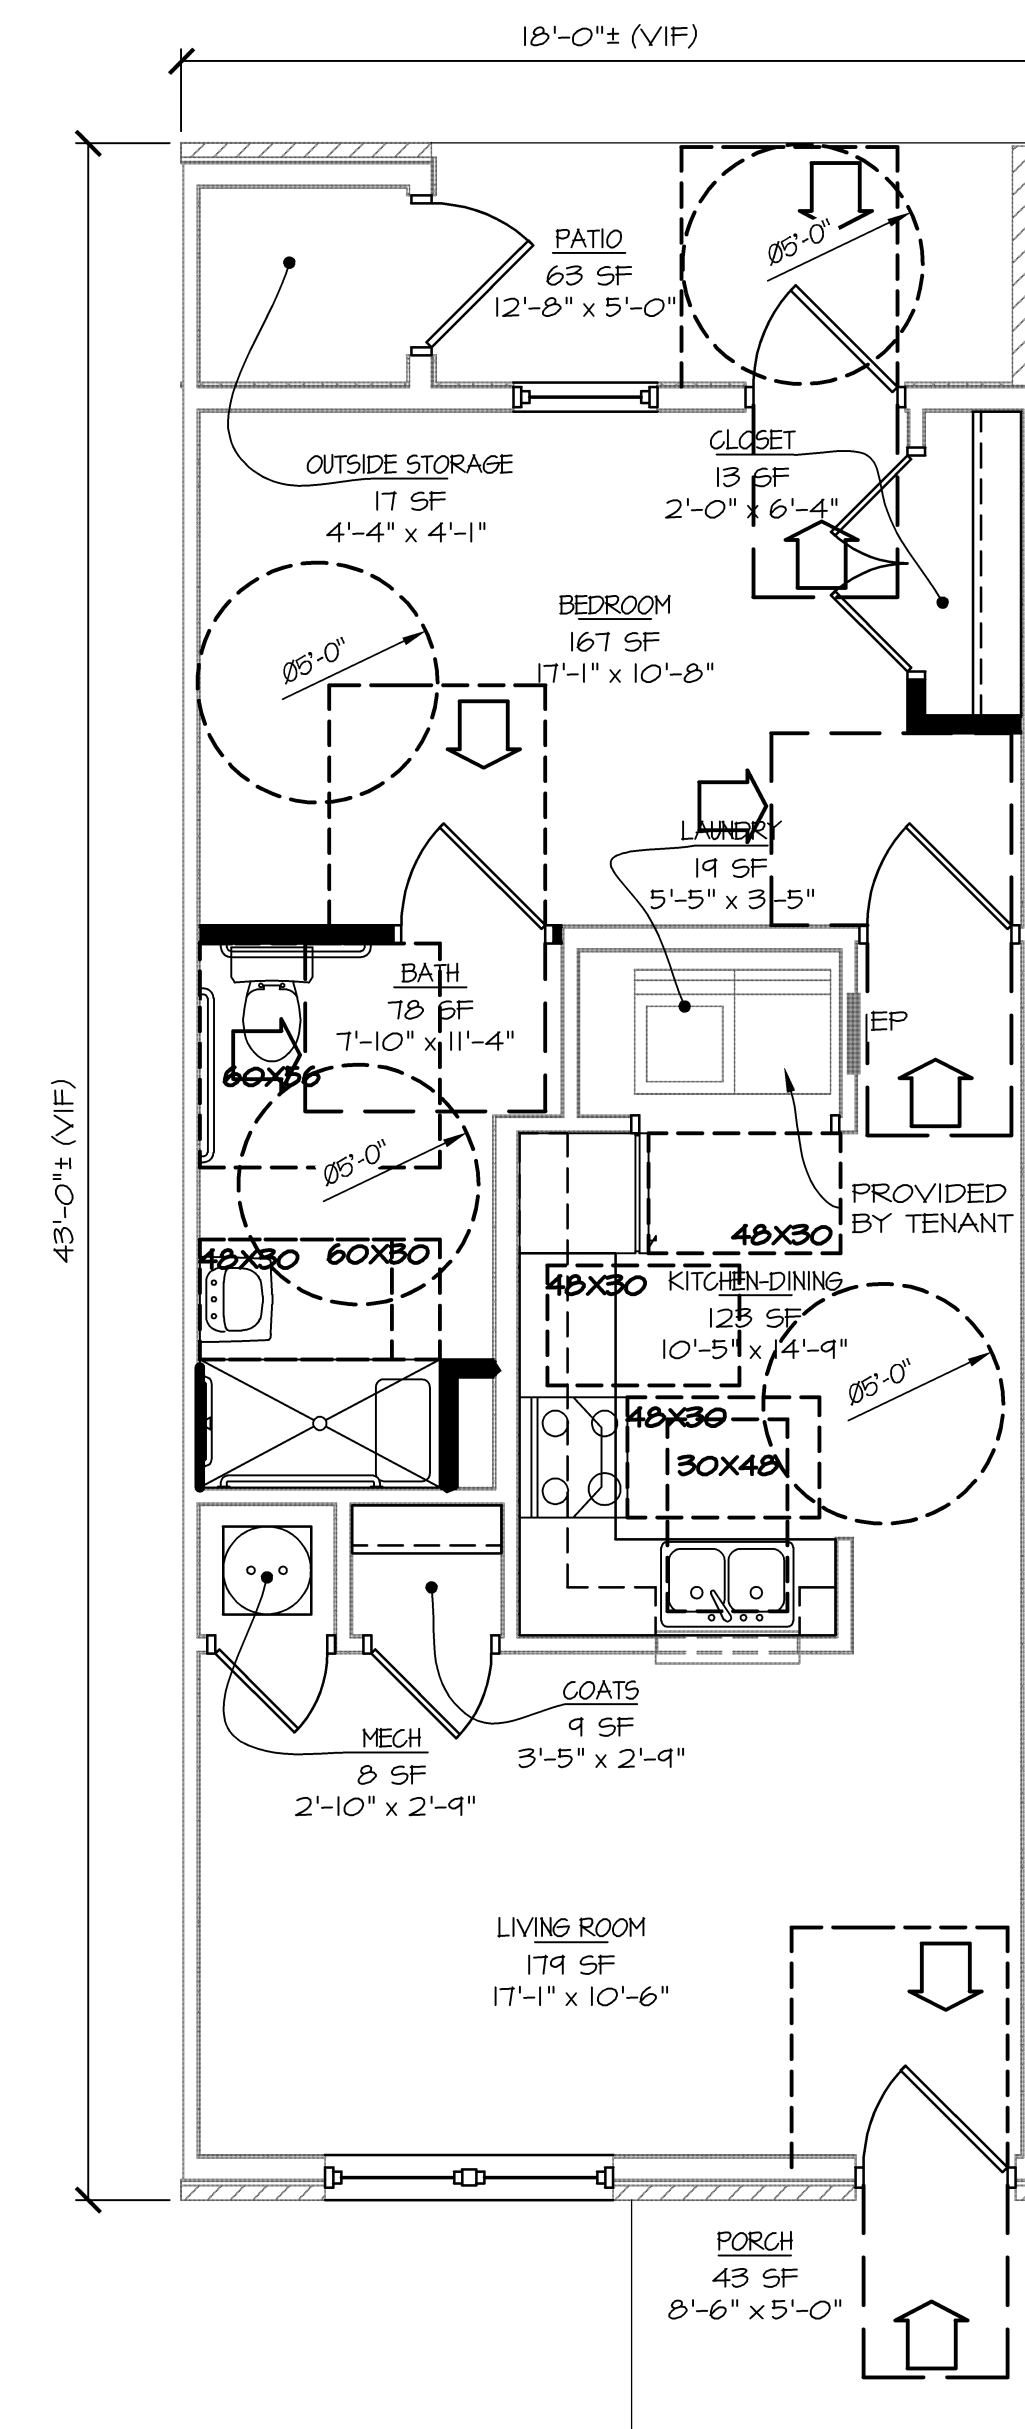 18'-0"± (VIF)
PATIO
63 SF
12'-8" x 5'-0"
Ø5'-0"
CLOSET
13 SF
2'-0" x 6'-4"
OUTSIDE STORAGE
17 SF
4'-4" x 4'-1"
BEDROOM
167 SF
17'-1" x 10'-8"
Ø5'-0"
LAUNDRY
19 SF
5'-5" x 3'-5"
BATH
78 SF
7'-10" x 11'-4"
EP
60X56
43'-0"± (VIF)
Ø5'-0"
PROVIDED
BY TENANT
48X30
48X30
60X30
48X30
KITCHEN-DINING
123 SF
10'-5" x 14'-9"
Ø5'-0"
48X30
30X48
COATS
9 SF
3'-5" x 2'-9"
MECH
8 SF
2'-10" x 2'-9"
LIVING ROOM
179 SF
17'-1" x 10'-6"
PORCH
43 SF
8'-6" x 5'-0"